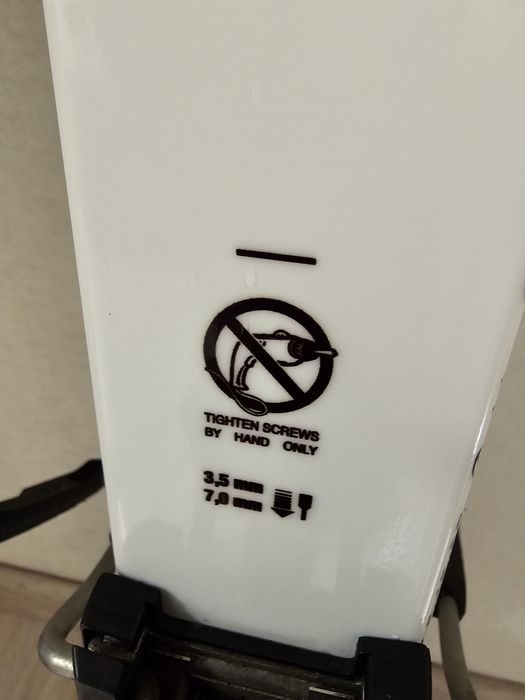 TIGHTEN SCREWS
BY HAND ONLY
3,5 mm
7,0 mm